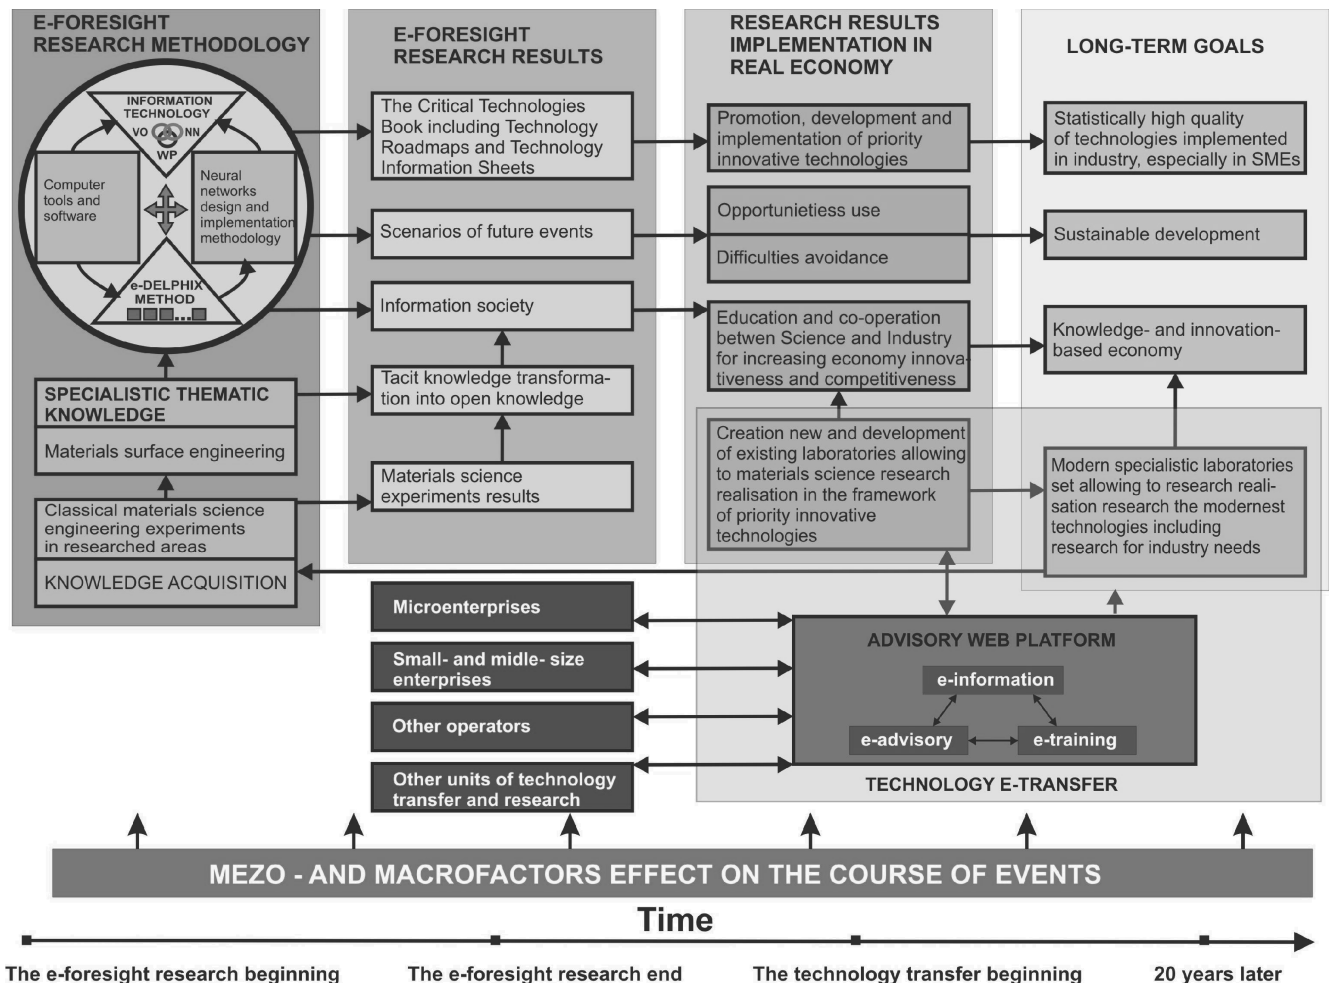 E-FORESIGHT
RESEARCH METHODOLOGY
INFORMATION
TECHNOLOGY
VO NN
WP
Computer
tools and
software
Neural
networks
design and
implementation
methodology
e-DELPHIX
METHOD
...
SPECIALISTIC THEMATIC
KNOWLEDGE
Materials surface engineering
Classical materials science
engineering experiments
in researched areas
KNOWLEDGE ACQUISITION
E-FORESIGHT
RESEARCH RESULTS
The Critical Technologies
Book including Technology
Roadmaps and Technology
Information Sheets
Scenarios of future events
Information society
Tacit knowledge transforma-
tion into open knowledge
Materials science
experiments results
RESEARCH RESULTS
IMPLEMENTATION IN
REAL ECONOMY
Promotion, development and
implementation of priority
innovative technologies
Opportunietiess use
Difficulties avoidance
Education and co-operation
betwen Science and Industry
for increasing economy innova-
tiveness and competitiveness
Creation new and development
of existing laboratories allowing
to materials science research
realisation in the framework
of priority innovative
technologies
LONG-TERM GOALS
Statistically high quality
of technologies implemented
in industry, especially in SMEs
Sustainable development
Knowledge- and innovation-
based economy
Modern specialistic laboratories
set allowing to research reali-
sation research the modernest
technologies including
research for industry needs
Microenterprises
Small- and midle- size
enterprises
Other operators
Other units of technology
transfer and research
ADVISORY WEB PLATFORM
e-information
e-advisory
e-training
TECHNOLOGY E-TRANSFER
MEZO - AND MACROFACTORS EFFECT ON THE COURSE OF EVENTS
Time
The e-foresight research beginning
The e-foresight research end
The technology transfer beginning
20 years later